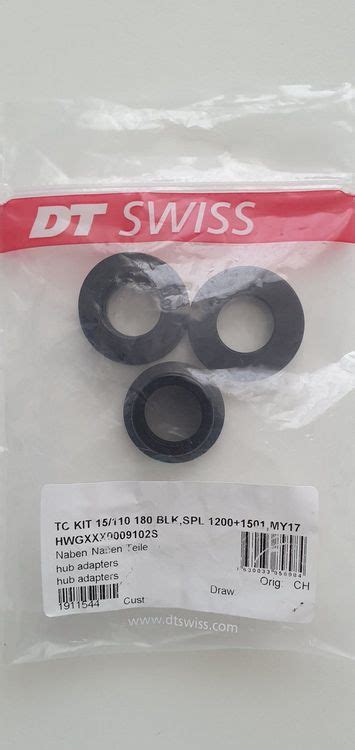 DT SWISS
TC KIT 15/110 180 BLK,SPL 1200+1501,MY17
HWGXXX0009102S
Naben Naben Teile
hub adapters
hub adapters
Orig: CH
Draw:
1911544
Cust
www.dtswiss.com